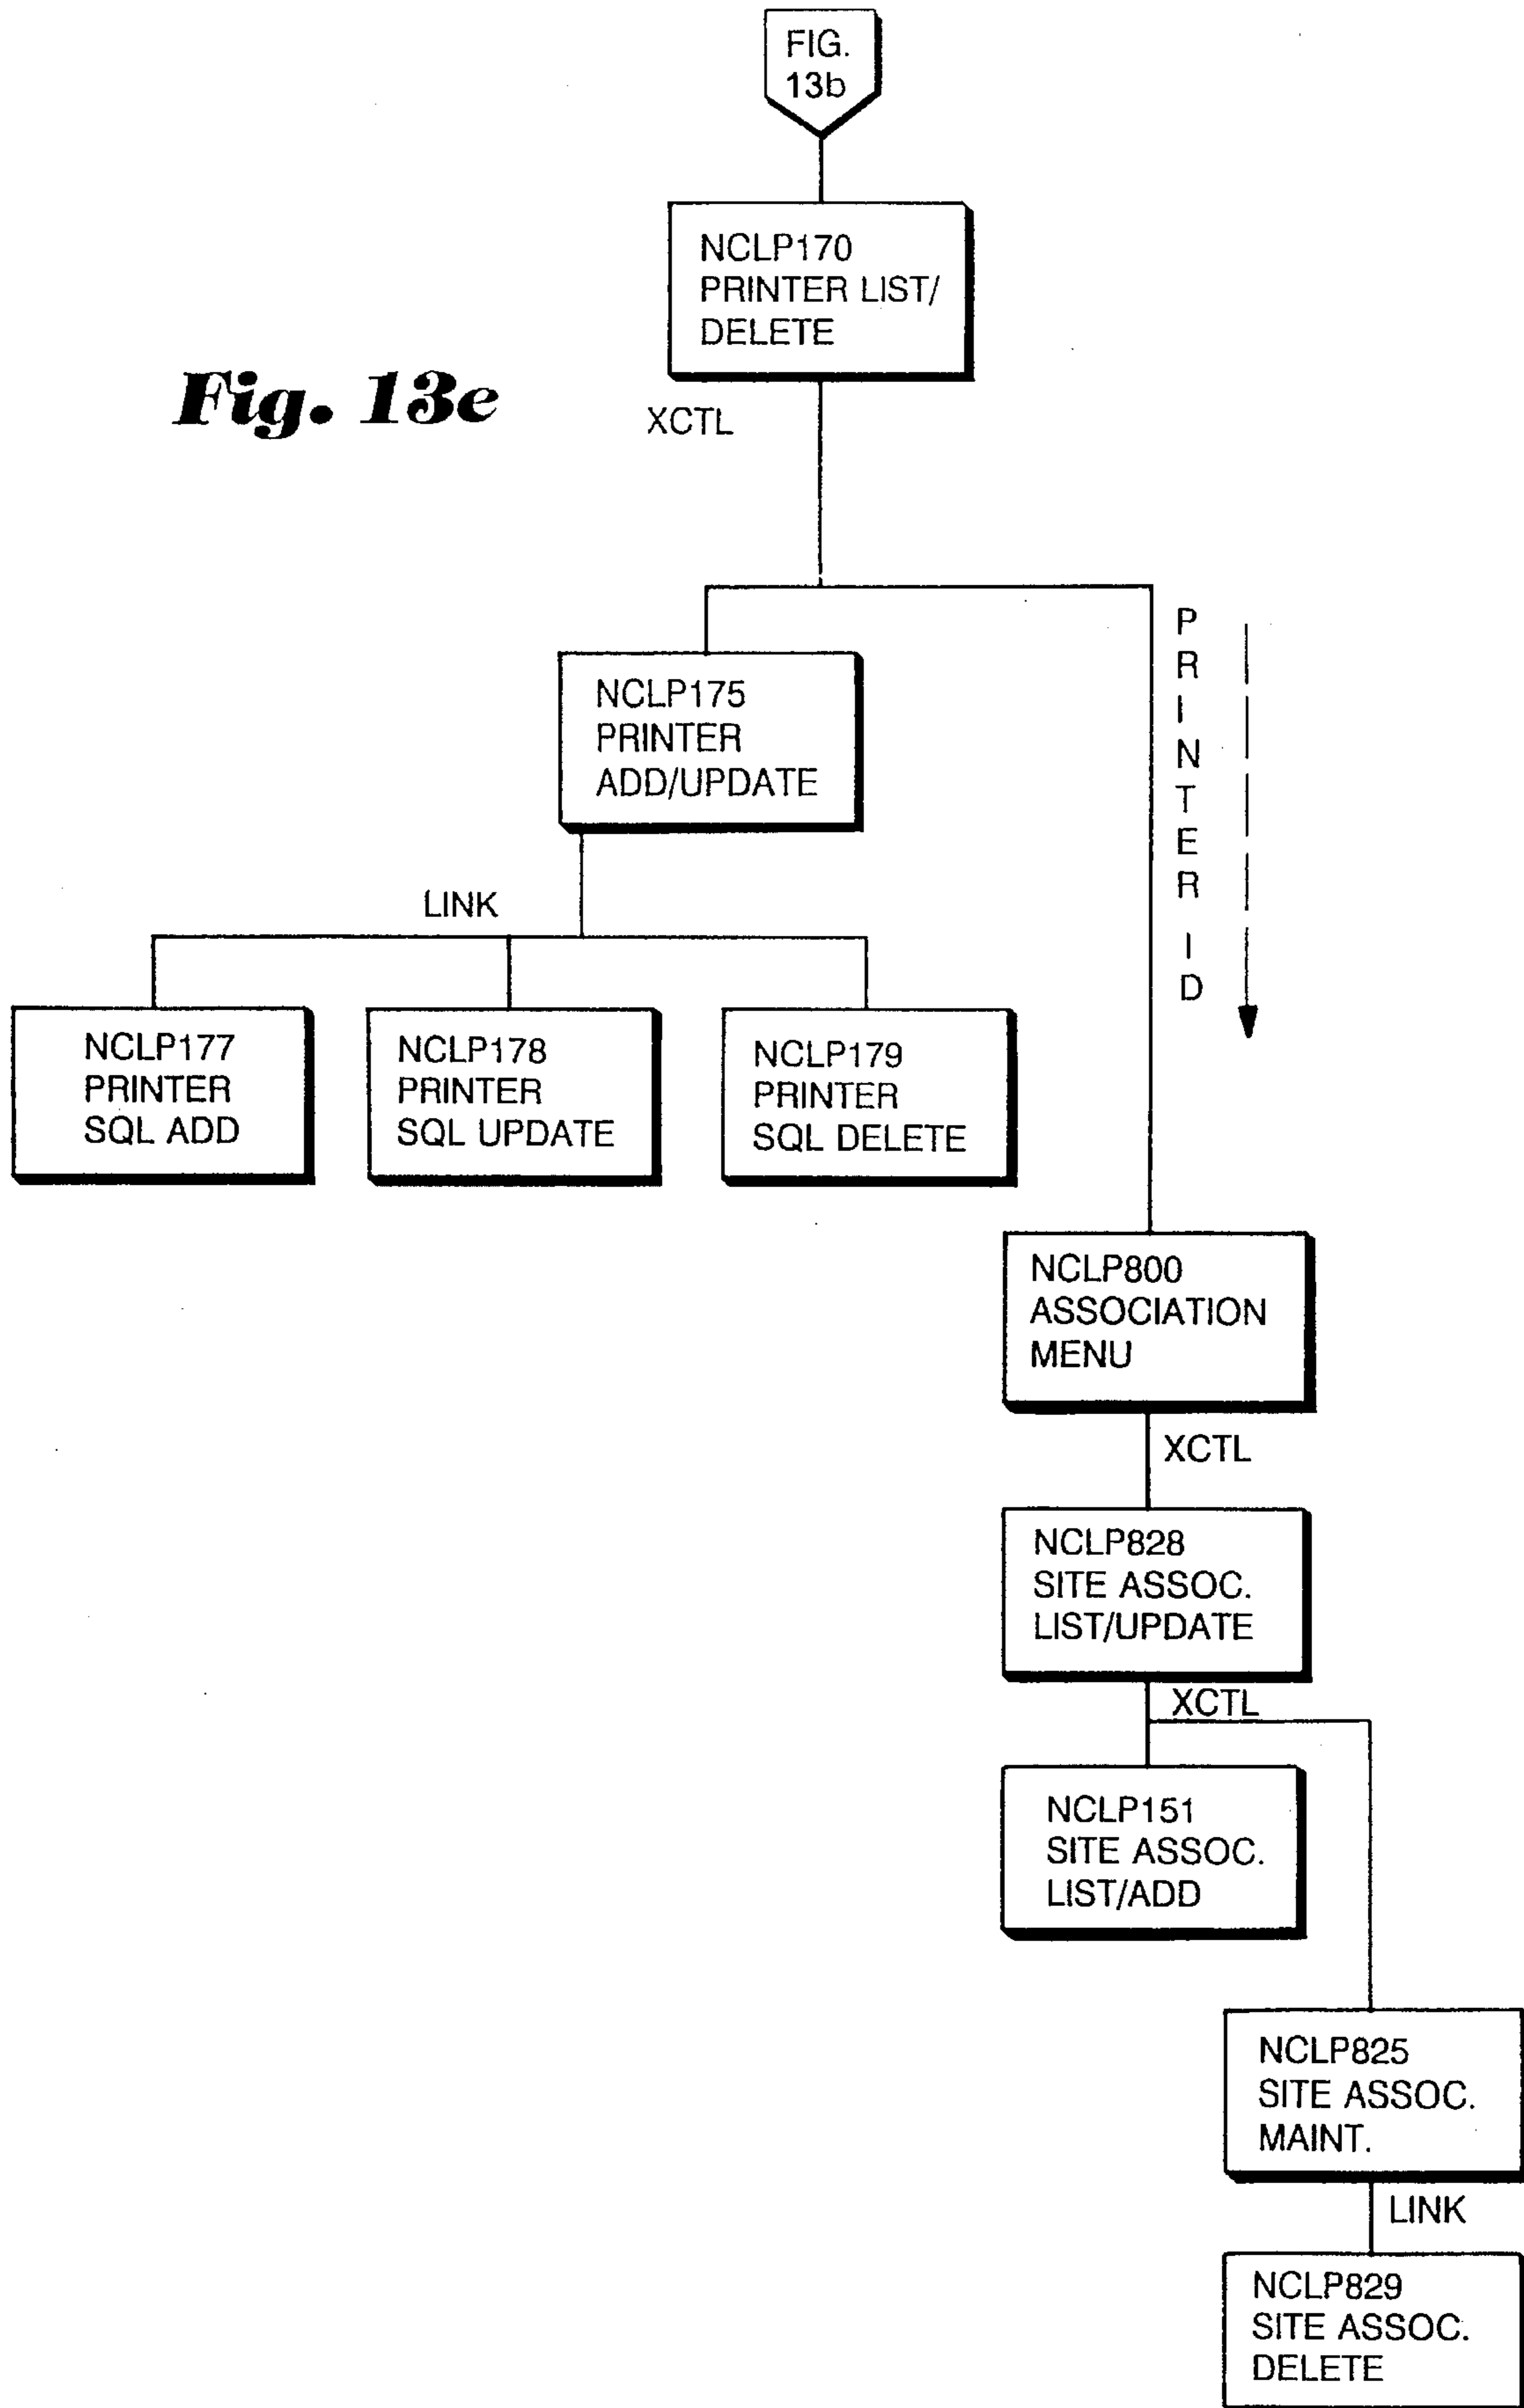 FIG.
13b
NCLP170
PRINTER LIST/
DELETE
Fig. 13e
XCTL
PRINTER ID
NCLP175
PRINTER
ADD/UPDATE
LINK
NCLP177
PRINTER
SQL ADD
NCLP178
PRINTER
SQL UPDATE
NCLP179
PRINTER
SQL DELETE
NCLP800
ASSOCIATION
MENU
XCTL
NCLP828
SITE ASSOC.
LIST/UPDATE
XCTL
NCLP151
SITE ASSOC.
LIST/ADD
NCLP825
SITE ASSOC.
MAINT.
LINK
NCLP829
SITE ASSOC.
DELETE